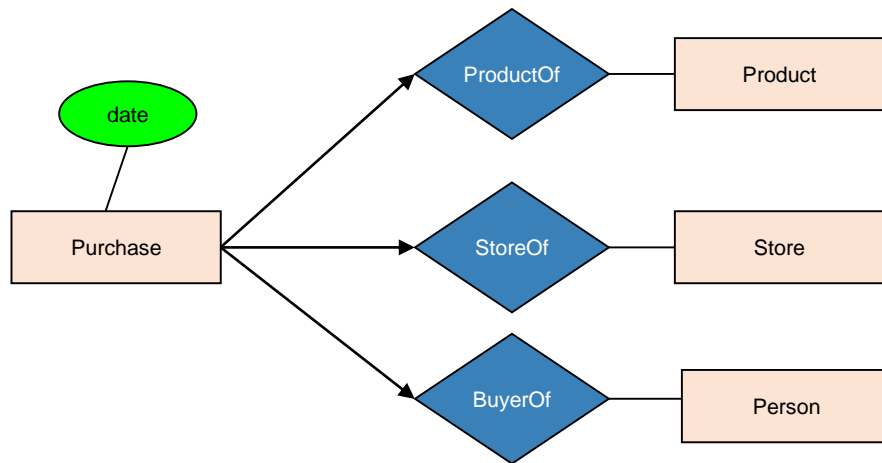 ProductOf
Product
date
Purchase
StoreOf
Store
BuyerOf
Person